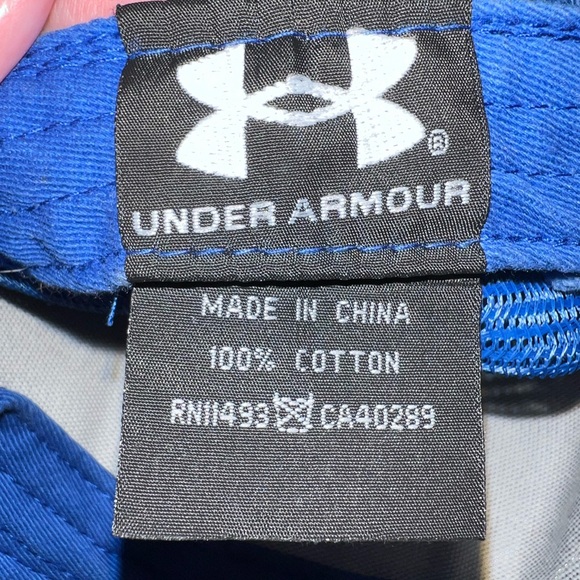 ®
UNDER ARMOUR
MADE IN CHINA
100% COTTON
RN11493 CA40289